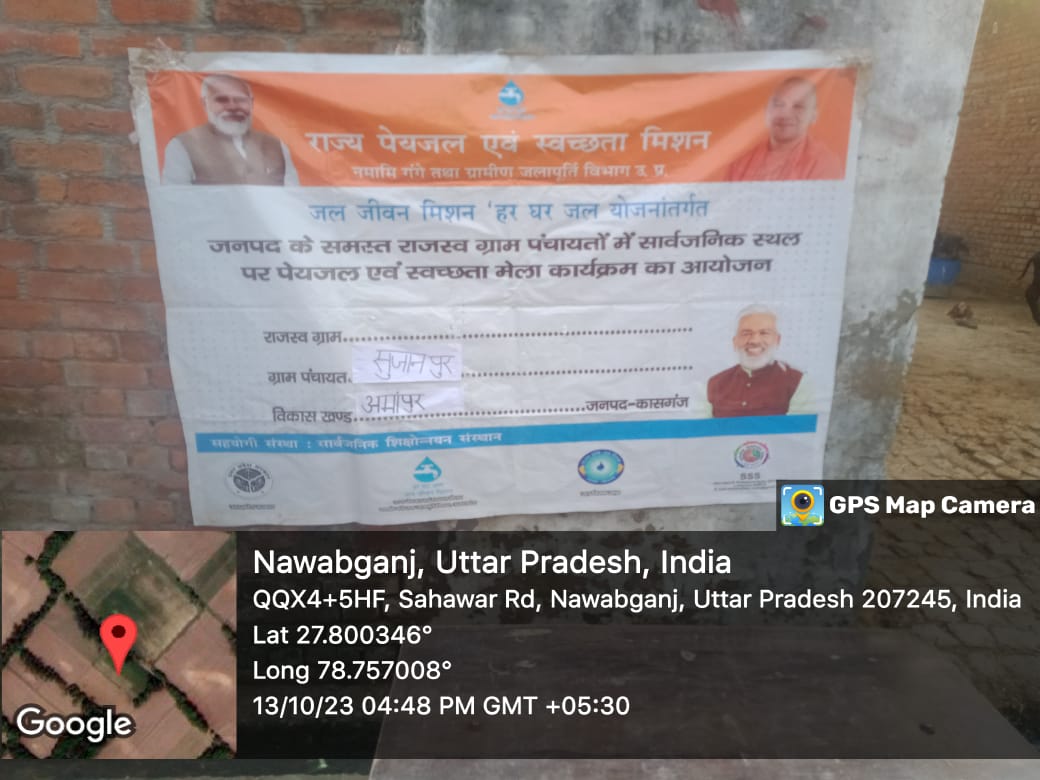 राज्य पेयजल एवं स्वच्छता मिशन
नमामि गंगे तथा ग्रामीण जलापूर्ति विभाग उ. प्र.
जल जीवन मिशन 'हर घर जल योजनांतर्गत
जनपद के समस्त राजस्व ग्राम पंचायतों में सार्वजनिक स्थल
पर पेयजल एवं स्वच्छता मेला कार्यक्रम का आयोजन
राजस्व ग्राम
ग्राम पंचायत. सुजानपुर
विकास खण्ड. अमांपुर जनपद-कासगंज
सहयोगी संस्था : सार्वजनिक शिक्षोन्नयन संस्थान
SSS
GPS Map Camera
Nawabganj, Uttar Pradesh, India
QQX4+5HF, Sahawar Rd, Nawabganj, Uttar Pradesh 207245, India
Lat 27.800346°
Long 78.757008°
13/10/23 04:48 PM GMT +05:30
Google